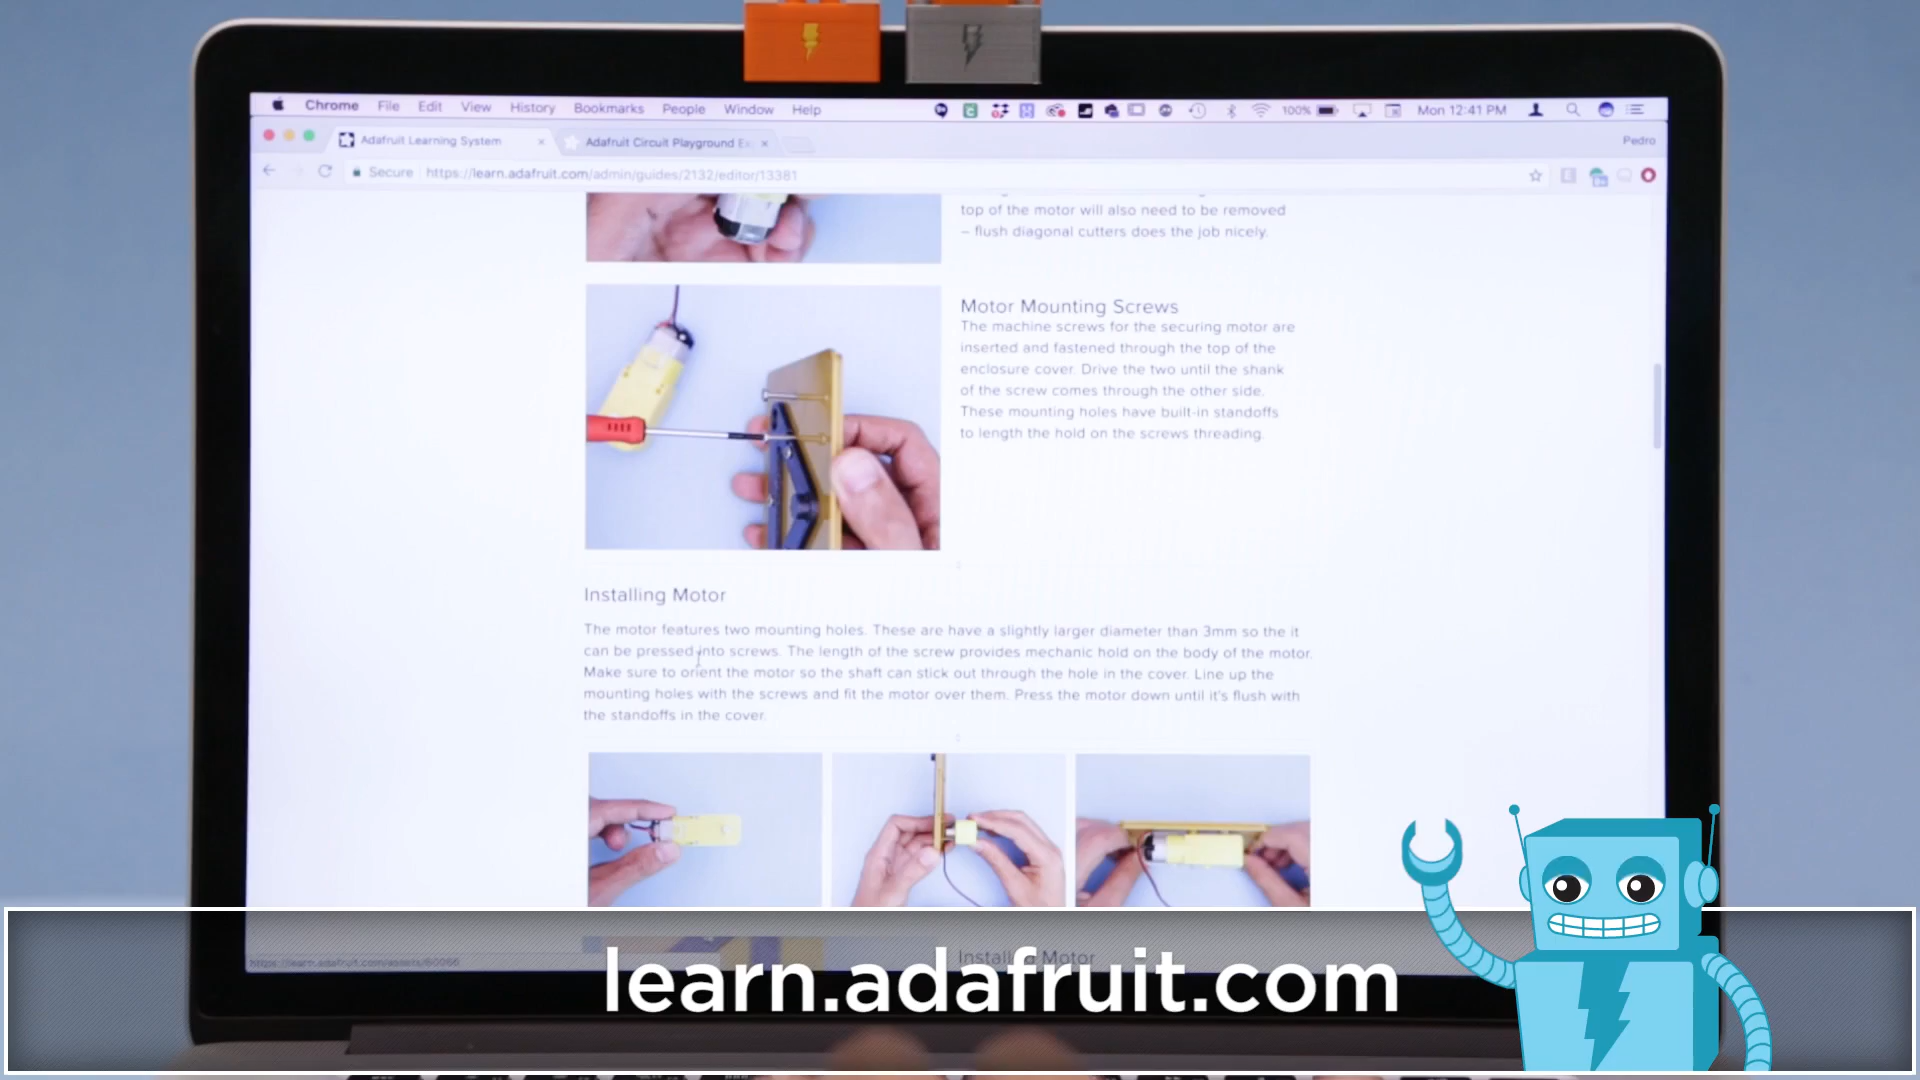 Chrome File Edit View History Bookmarks People Window Help 100% Mon 12:41 PM
Adafruit Learning System Adafruit Circuit Playground Ex Pedro
Secure https://learn.adafruit.com/admin/guides/2132/editor/13381
top of the motor will also need to be removed
– flush diagonal cutters does the job nicely.
Motor Mounting Screws
The machine screws for the securing motor are
inserted and fastened through the top of the
enclosure cover. Drive the two until the shank
of the screw comes through the other side.
These mounting holes have built-in standoffs
to length the hold on the screws threading.
Installing Motor
The motor features two mounting holes. These are have a slightly larger diameter than 3mm so the it
can be pressed into screws. The length of the screw provides mechanic hold on the body of the motor.
Make sure to orient the motor so the shaft can stick out through the hole in the cover. Line up the
mounting holes with the screws and fit the motor over them. Press the motor down until it's flush with
the standoffs in the cover.
Installing Motor
https://learn.adafruit.com/assets/60066
learn.adafruit.com